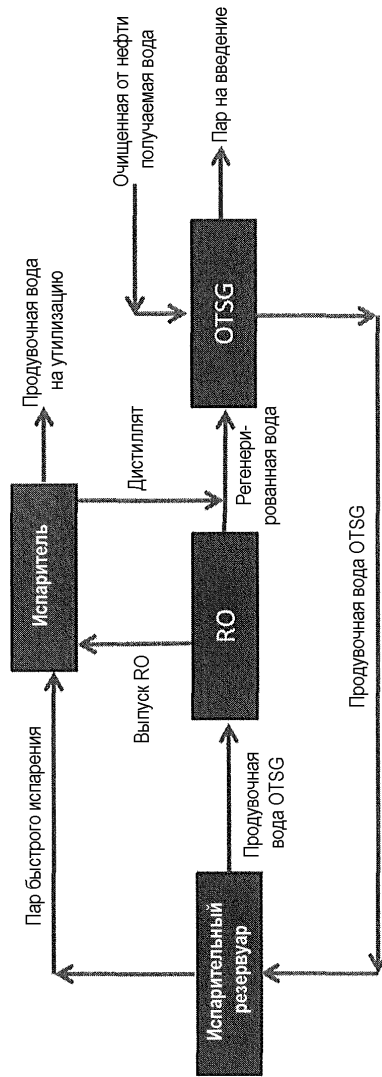 Очищенная от нефти
получаемая вода
Продувочная вода
на утилизацию
Испаритель
Дистиллят
Пар на введение
OTSG
Регенери-
рованная вода
Выпуск RO
RO
Пар быстрого испарения
Продувочная
вода OTSG
Испарительный
резервуар
Продувочная вода OTSG